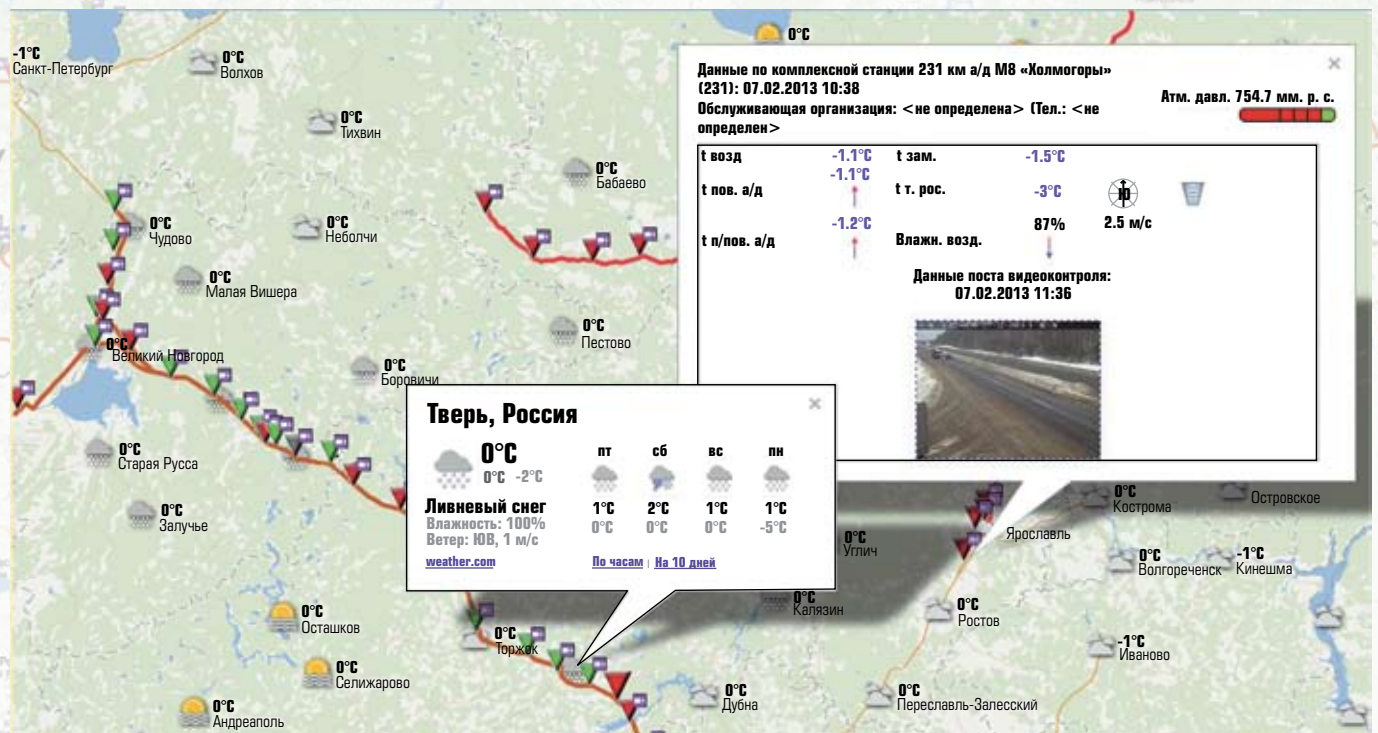 -1°C
Санкт-Петербург
0°C
Волхов
0°C
Тихвин
0°C
Бабаево
0°C
0°C
Чудово
0°C
Неболчи
0°C
Малая Вишера
0°C
Пестово
0°C
Великий Новгород
0°C
Боровичи
0°C
Старая Русса
0°C
Залучье
0°C
Осташков
0°C
Селижарово
0°C
Андреаполь
0°C
Торжок
0°C
Дубна
0°C
Калязин
0°C
Углич
Ярославль
0°C
Кострома
Островское
0°C
Волгореченск
-1°C
Кинешма
0°C
Ростов
-1°C
Иваново
0°C
Переславль-Залесский
Данные по комплексной станции 231 км а/д М8 «Холмогоры»
(231): 07.02.2013 10:38
Обслуживающая организация: <не определена> (Тел.: <не
определен>
Атм. давл. 754.7 мм. р. с.
t возд -1.1°C t зам. -1.5°C
-1.1°C
t пов. а/д t т. рос. -3°C Ю
-1.2°C 87% 2.5 м/с
t п/пов. а/д Влажн. возд.
Данные поста видеоконтроля:
07.02.2013 11:36
Тверь, Россия
0°C
0°C -2°C
пт сб вс пн
1°C 2°C 1°C 1°C
0°C 0°C 0°C -5°C
Ливневый снег
Влажность: 100%
Ветер: ЮВ, 1 м/с
weather.com
По часам | На 10 дней